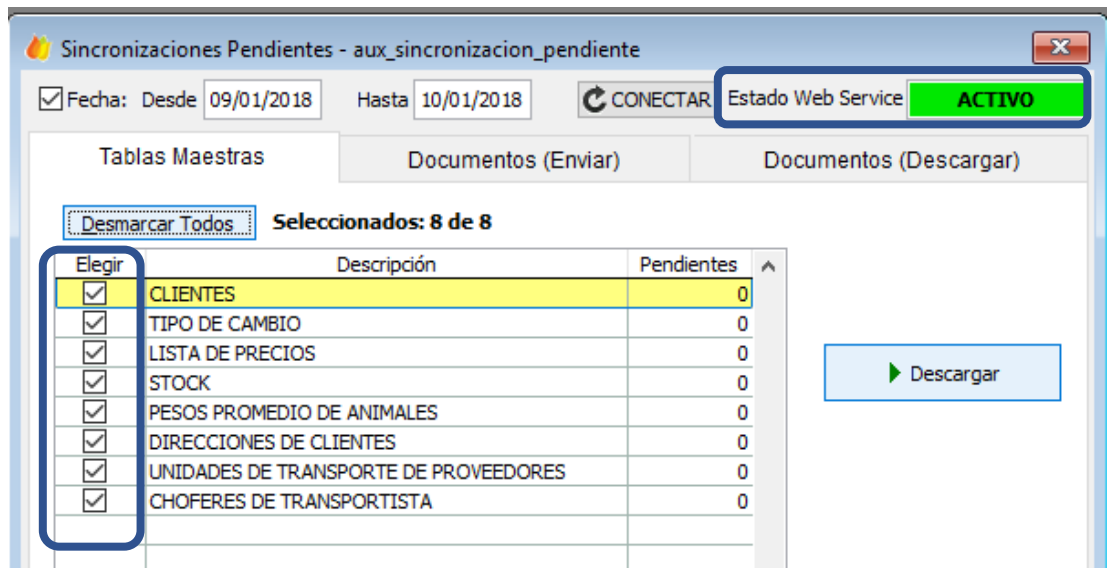 Sincronizaciones Pendientes - aux_sincronizacion_pendiente
Fecha: Desde 09/01/2018 Hasta 10/01/2018 CONECTAR Estado Web Service ACTIVO
Tablas Maestras Documentos (Enviar) Documentos (Descargar)
Desmarcar Todos Seleccionados: 8 de 8
Elegir Descripción Pendientes
CLIENTES 0
TIPO DE CAMBIO 0
LISTA DE PRECIOS 0
STOCK 0
Descargar
PESOS PROMEDIO DE ANIMALES 0
DIRECCIONES DE CLIENTES 0
UNIDADES DE TRANSPORTE DE PROVEEDORES 0
CHOFERES DE TRANSPORTISTA 0